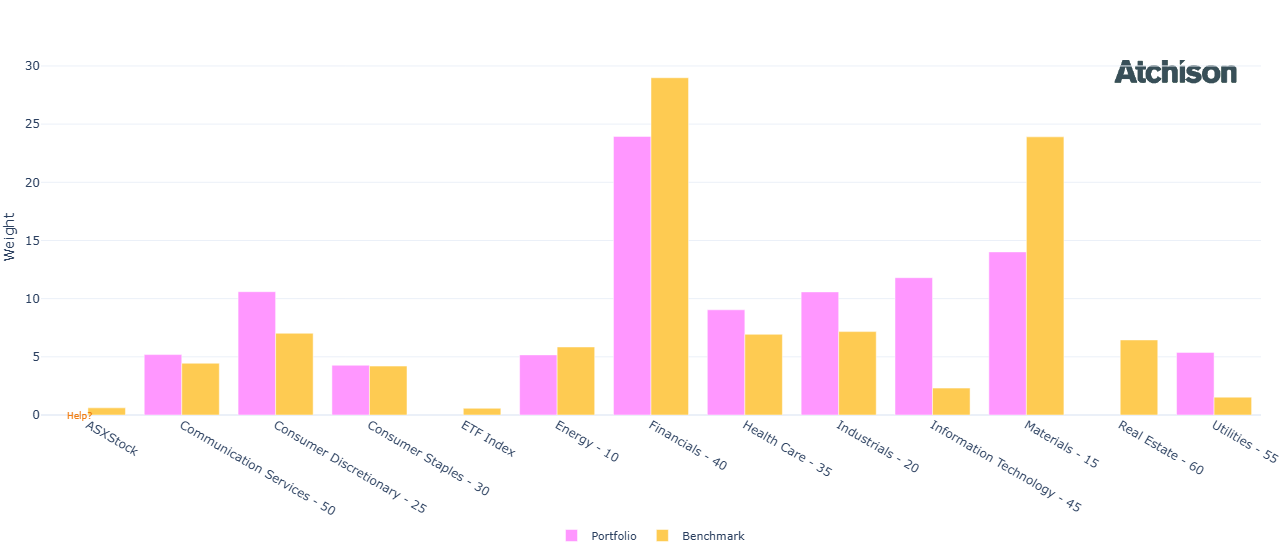 Atchison
30
25
20
15
10
5
0
Weight
Help?
ASXStock
Communication Services - 50
Consumer Discretionary - 25
Consumer Staples - 30
ETF Index
Energy - 10
Financials - 40
Health Care - 35
Industrials - 20
Information Technology - 45
Materials - 15
Real Estate - 60
Utilities - 55
Portfolio
Benchmark